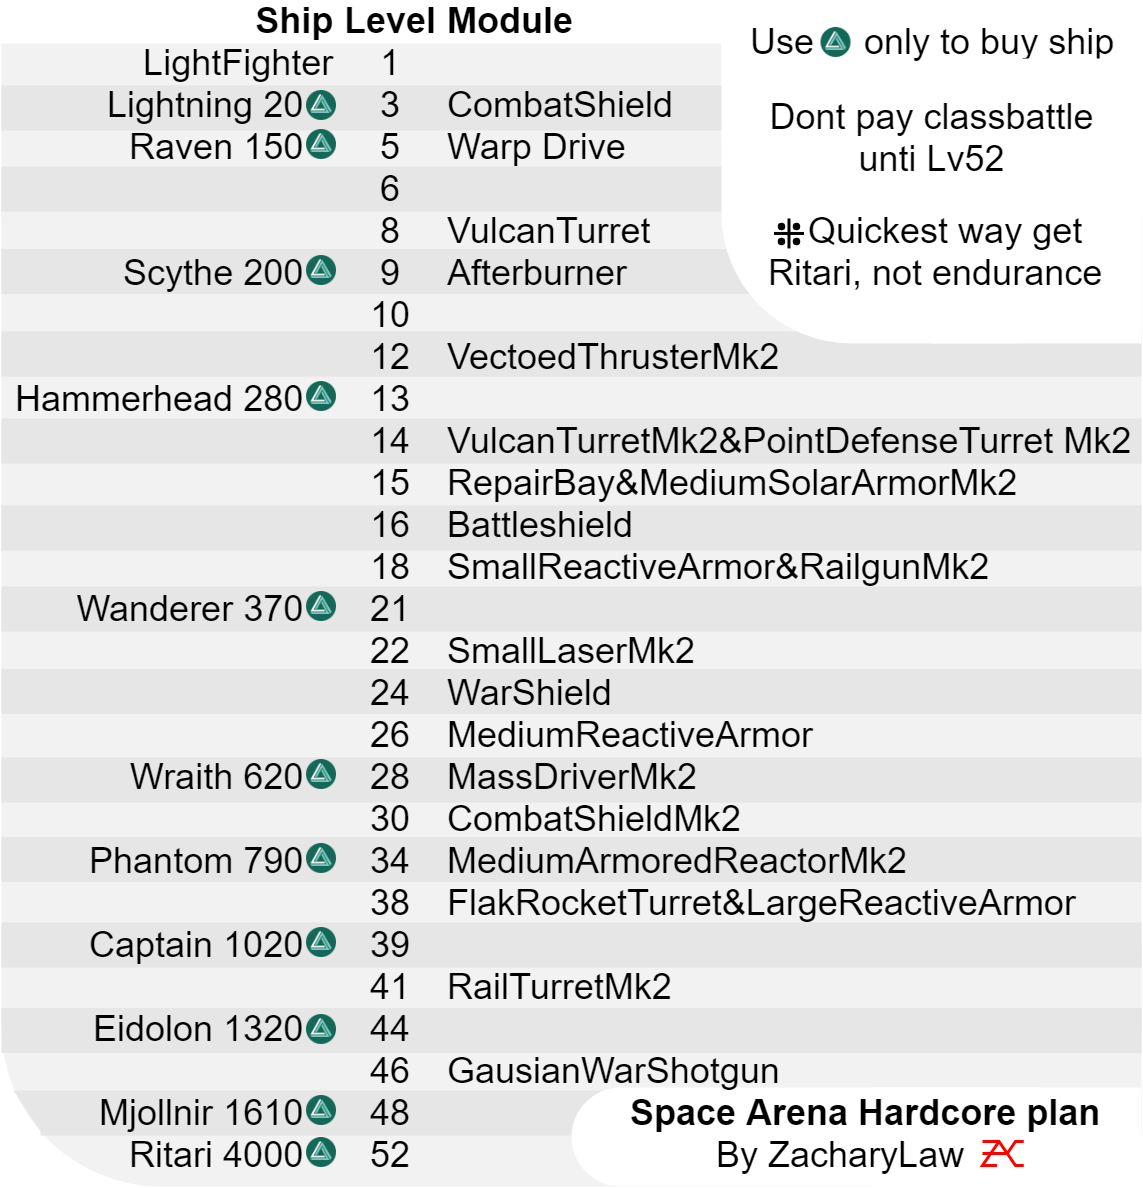 Ship Level Module
LightFighter 1
Lightning 20 3 CombatShield
Raven 150 5 Warp Drive
6
8 VulcanTurret
Scythe 200 9 Afterburner
10
12 VectoedThrusterMk2
Hammerhead 280 13
14 VulcanTurretMk2&PointDefenseTurret Mk2
15 RepairBay&MediumSolarArmorMk2
16 Battleshield
18 SmallReactiveArmor&RailgunMk2
Wanderer 370 21
22 SmallLaserMk2
24 WarShield
26 MediumReactiveArmor
Wraith 620 28 MassDriverMk2
30 CombatShieldMk2
Phantom 790 34 MediumArmoredReactorMk2
38 FlakRocketTurret&LargeReactiveArmor
Captain 1020 39
41 RailTurretMk2
Eidolon 1320 44
46 GausianWarShotgun
Mjollnir 1610 48
Ritari 4000 52
Use only to buy ship
Dont pay classbattle
unti Lv52
Quickest way get
Ritari, not endurance
Space Arena Hardcore plan
By ZacharyLaw